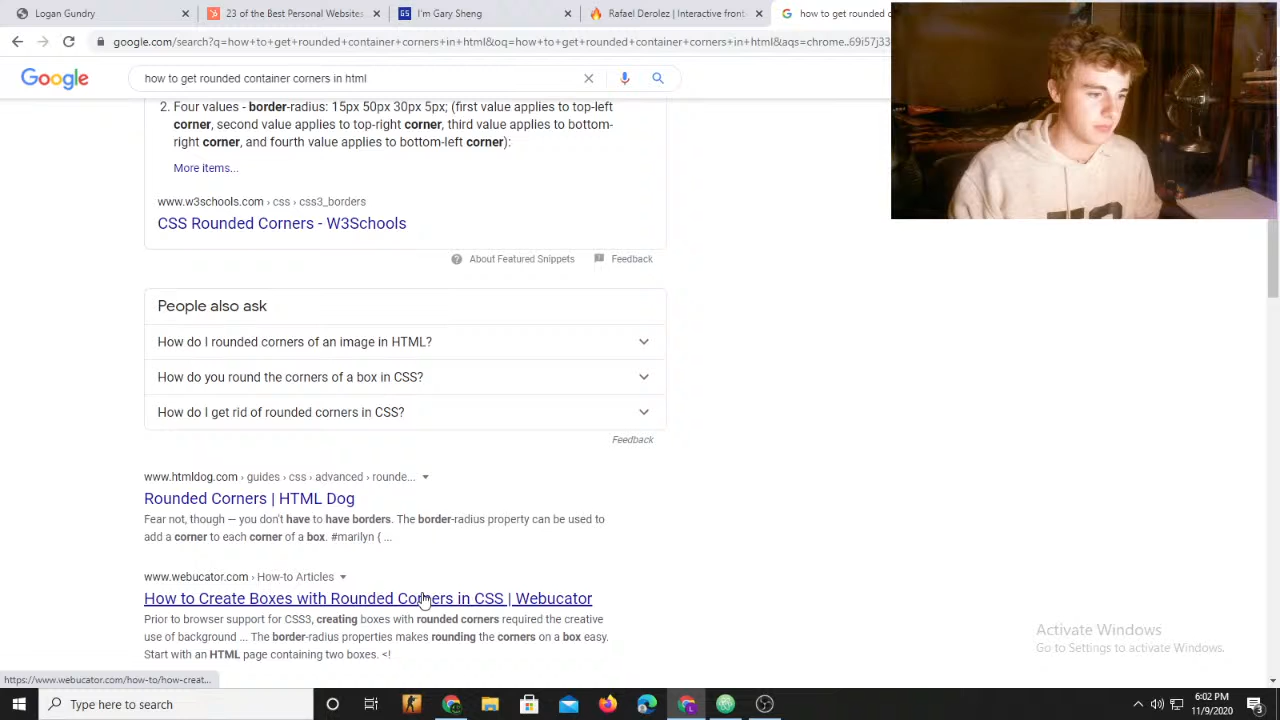 Logan Gundry
23 of the Best Personal Websites
I'm Gary Sheng
Rafael Derolez | Interactive front
how to get rounded c
google.com/search?q=how+to+get+rounded+container+corners+in+html&oq=how+to+get+rounded+container+corners+in+html&aqs=chrome..69i57j33
Google
how to get rounded container corners in html
2. Four values - border-radius: 15px 50px 30px 5px; (first value applies to top-left
corner, second value applies to top-right corner, third value applies to bottom-
right corner, and fourth value applies to bottom-left corner):
More items...
www.w3schools.com › css › css3_borders
CSS Rounded Corners - W3Schools
About Featured Snippets
Feedback
People also ask
How do I rounded corners of an image in HTML?
How do you round the corners of a box in CSS?
How do I get rid of rounded corners in CSS?
Feedback
www.htmldog.com › guides › css › advanced › rounde...
Rounded Corners | HTML Dog
Fear not, though — you don't have to have borders. The border-radius property can be used to
add a corner to each corner of a box. #marilyn { ...
www.webucator.com › How-to Articles
How to Create Boxes with Rounded Corners in CSS | Webucator
Prior to browser support for CSS3, creating boxes with rounded corners required the creative
use of background ... The border-radius properties makes rounding the corners on a box easy.
Start with an HTML page containing two boxes. <!
Activate Windows
Go to Settings to activate Windows.
https://www.webucator.com/how-to/how-creat...
Type here to search
6:02 PM
11/9/2020
3